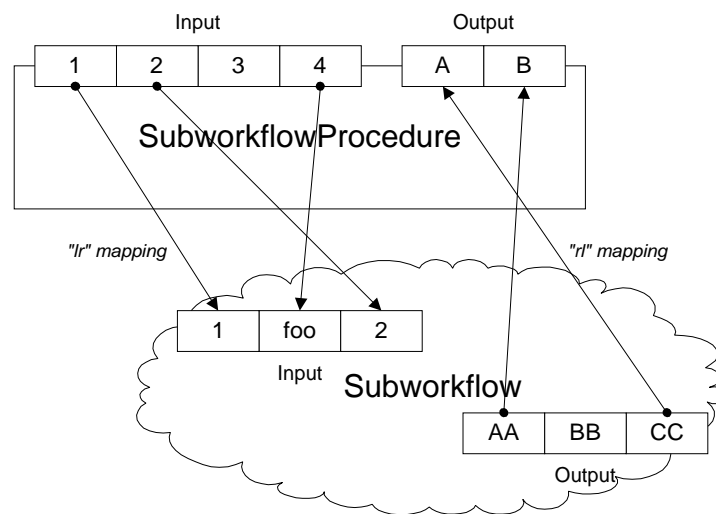 Input Output
1 2 3 4 A B
SubworkflowProcedure
"lr" mapping "rl" mapping
1 foo 2
Input
Subworkflow
AA BB CC
Output